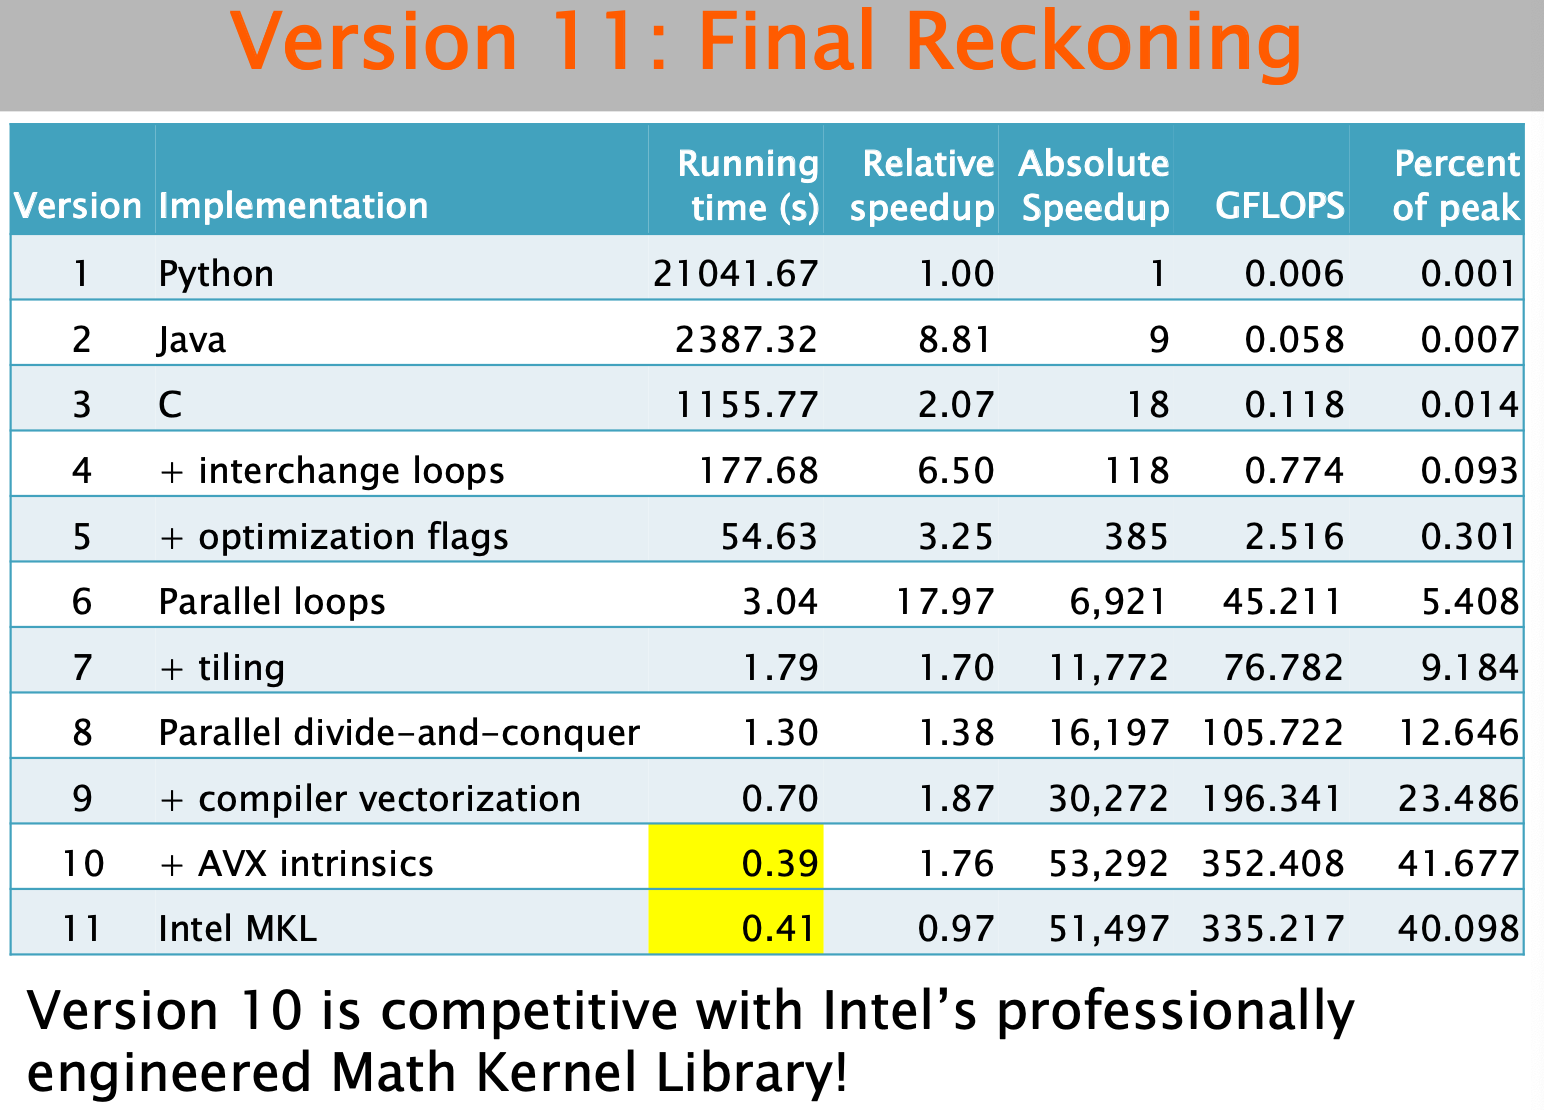 Version 11: Final Reckoning
Version Implementation Running time (s) Relative speedup Absolute Speedup GFLOPS Percent of peak
1 Python 21041.67 1.00 1 0.006 0.001
2 Java 2387.32 8.81 9 0.058 0.007
3 C 1155.77 2.07 18 0.118 0.014
4 + interchange loops 177.68 6.50 118 0.774 0.093
5 + optimization flags 54.63 3.25 385 2.516 0.301
6 Parallel loops 3.04 17.97 6,921 45.211 5.408
7 + tiling 1.79 1.70 11,772 76.782 9.184
8 Parallel divide-and-conquer 1.30 1.38 16,197 105.722 12.646
9 + compiler vectorization 0.70 1.87 30,272 196.341 23.486
10 + AVX intrinsics 0.39 1.76 53,292 352.408 41.677
11 Intel MKL 0.41 0.97 51,497 335.217 40.098
Version 10 is competitive with Intel’s professionally
engineered Math Kernel Library!